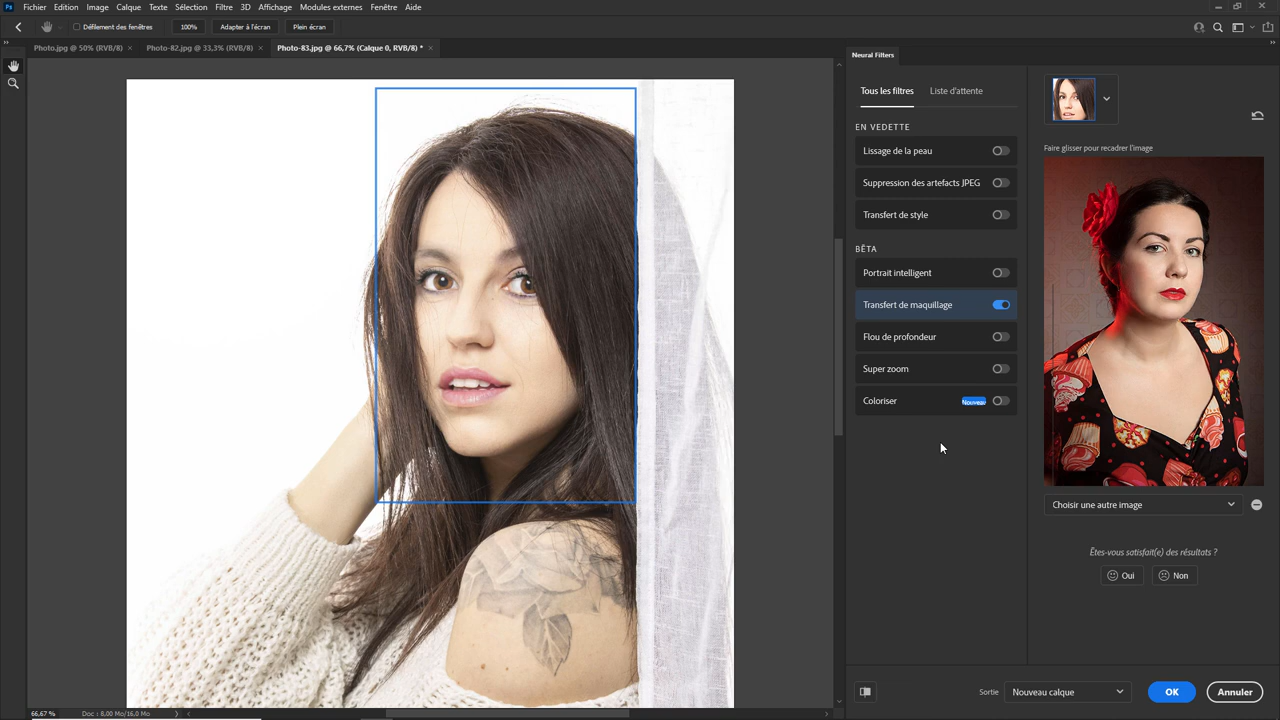 Ps Fichier Edition Image Calque Texte Sélection Filtre 3D Affichage Modules externes Fenêtre Aide
Défilement des fenêtres 100% Adapter à l'écran Plein écran
Photo.jpg @ 50% (RVB/8) × Photo-82.jpg @ 33,3% (RVB/8) × Photo-83.jpg @ 66,7% (Calque 0, RVB/8) * ×
Neural Filters
Tous les filtres Liste d'attente
EN VEDETTE
Lissage de la peau
Suppression des artefacts JPEG
Transfert de style
BÊTA
Portrait intelligent
Transfert de maquillage
Flou de profondeur
Super zoom
Coloriser Nouveau
Faire glisser pour recadrer l'image
Choisir une autre image
Êtes-vous satisfait(e) des résultats ?
Oui Non
Sortie Nouveau calque OK Annuler
66,67 % Doc : 8,00 Mo/16,0 Mo